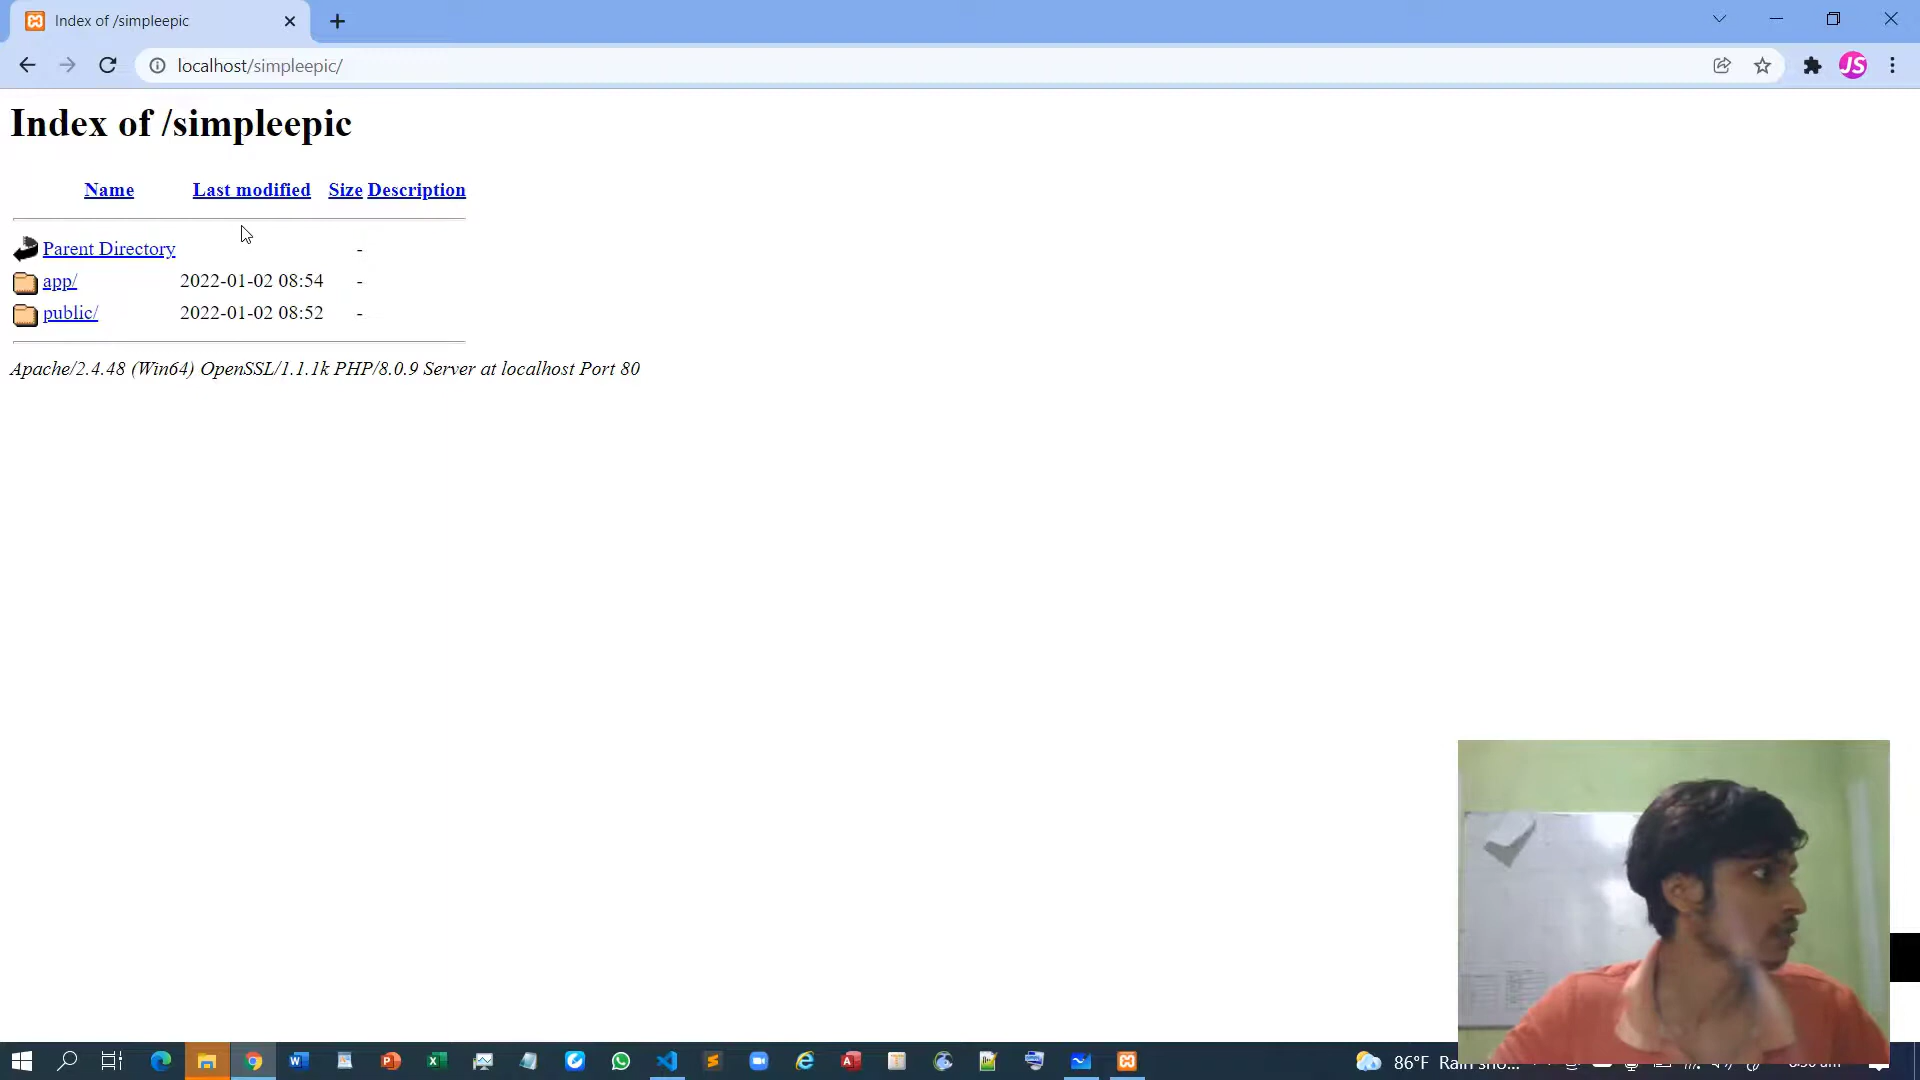 Index of /simpleepic
localhost/simpleepic/
JS
Index of /simpleepic
Name Last modified Size Description
Parent Directory -
app/ 2022-01-02 08:54 -
public/ 2022-01-02 08:52 -
Apache/2.4.48 (Win64) OpenSSL/1.1.1k PHP/8.0.9 Server at localhost Port 80
86°F